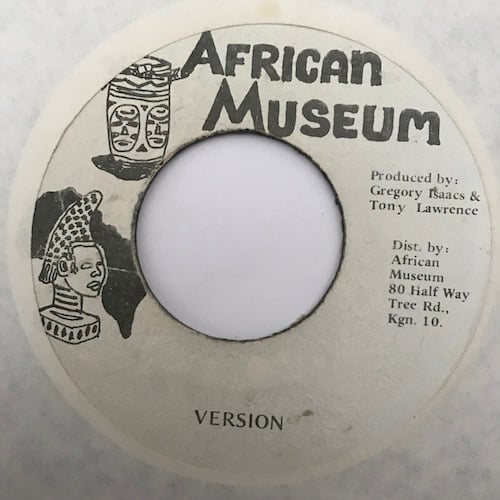 AFRICAN
MUSEUM
Produced by:
Gregory Isaacs &
Tony Lawrence
Dist. by:
African
Museum
80 Half Way
Tree Rd.,
Kgn. 10.
VERSION